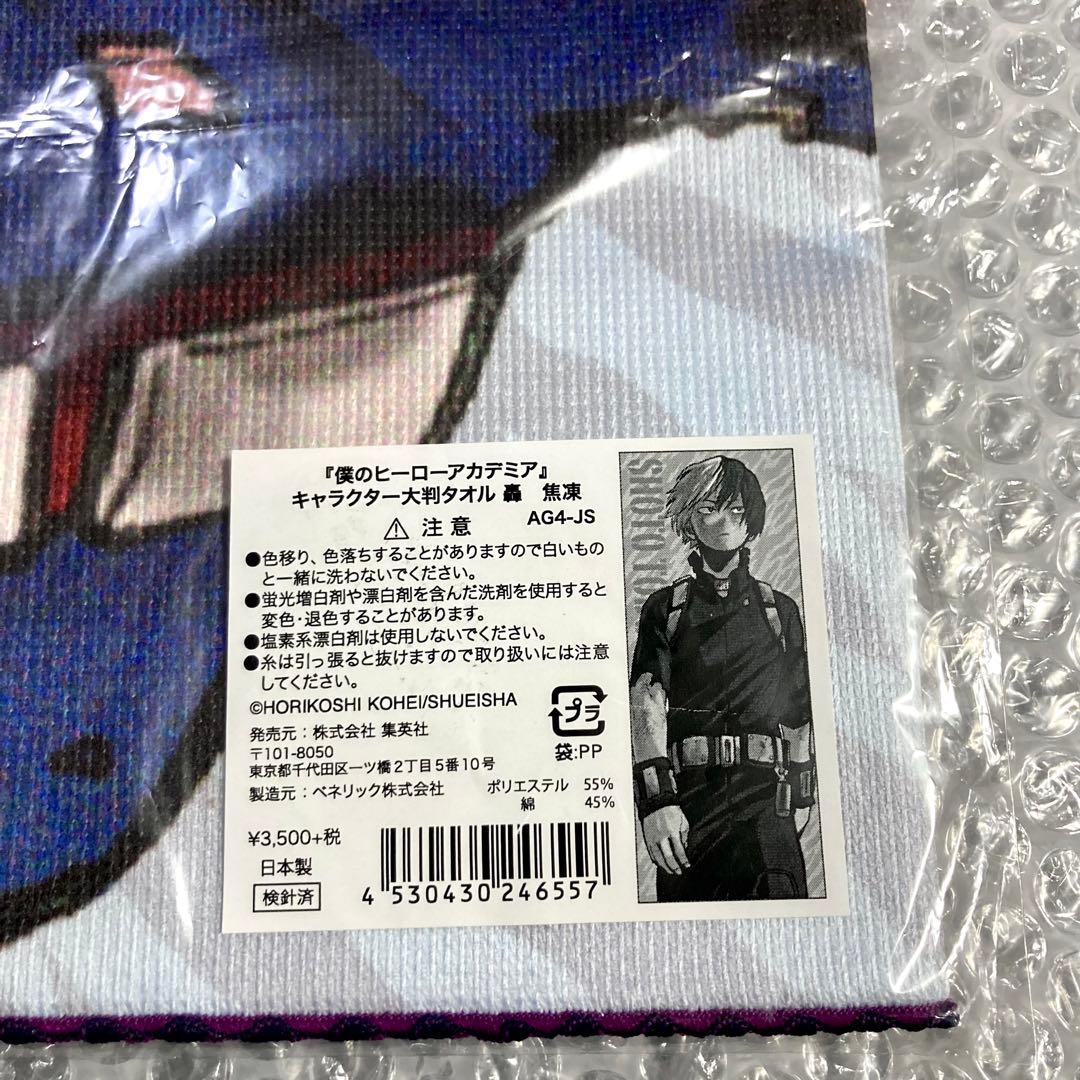 『僕のヒーローアカデミア』
キャラクター大判タオル 轟　焦凍
AG4-JS
⚠ 注意
●色移り、色落ちすることがありますので白いもの
と一緒に洗わないでください。
●蛍光増白剤や漂白剤を含んだ洗剤を使用すると
変色・退色することがあります。
●塩素系漂白剤は使用しないでください。
●糸は引っ張ると抜けますので取り扱いには注意
してください。
©HORIKOSHI KOHEI/SHUEISHA
プラ
袋:PP
発売元：株式会社 集英社
〒101-8050
東京都千代田区一ツ橋2丁目5番10号
製造元：ベネリック株式会社
ポリエステル 55%
綿 45%
¥3,500+税
日本製
検針済
4 530430 246557
SHOTO TO